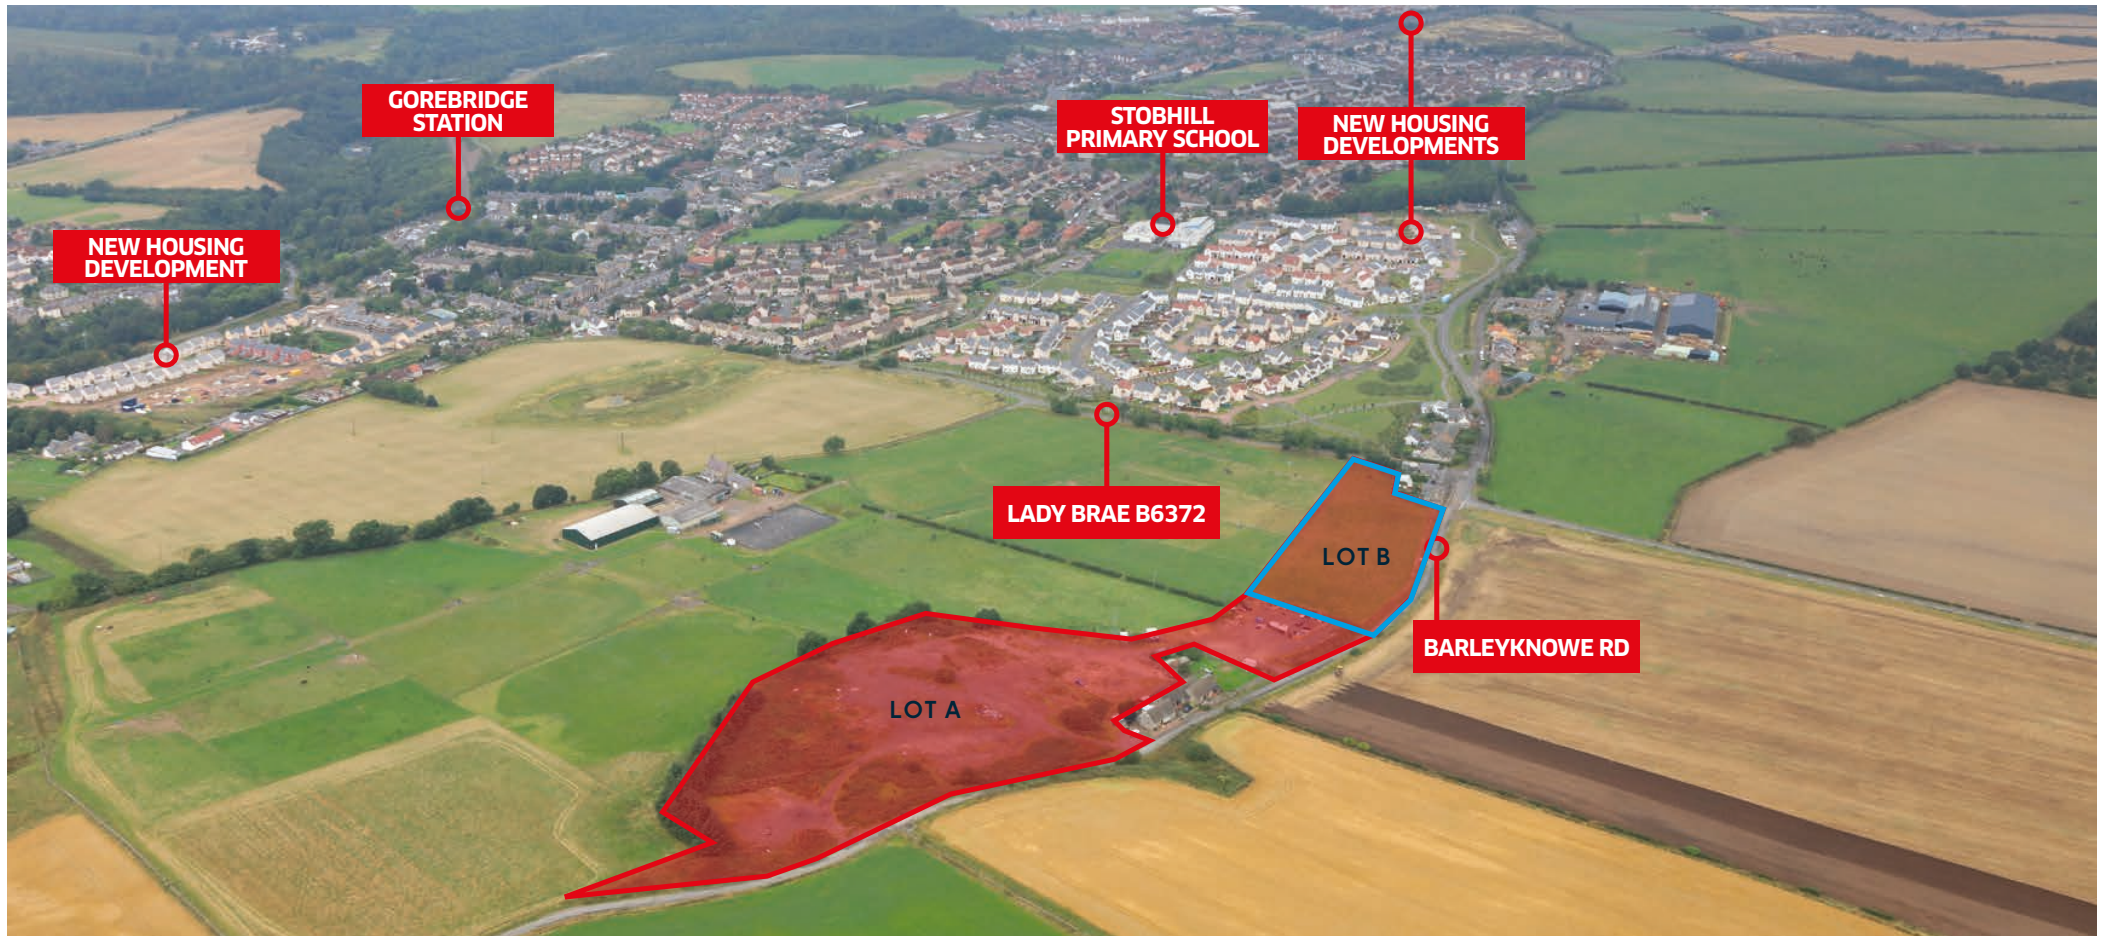 GOREBRIDGE
STATION
STOBHILL
PRIMARY SCHOOL
NEW HOUSING
DEVELOPMENTS
NEW HOUSING
DEVELOPMENT
LADY BRAE B6372
LOT B
BARLEYKNOWE RD
LOT A